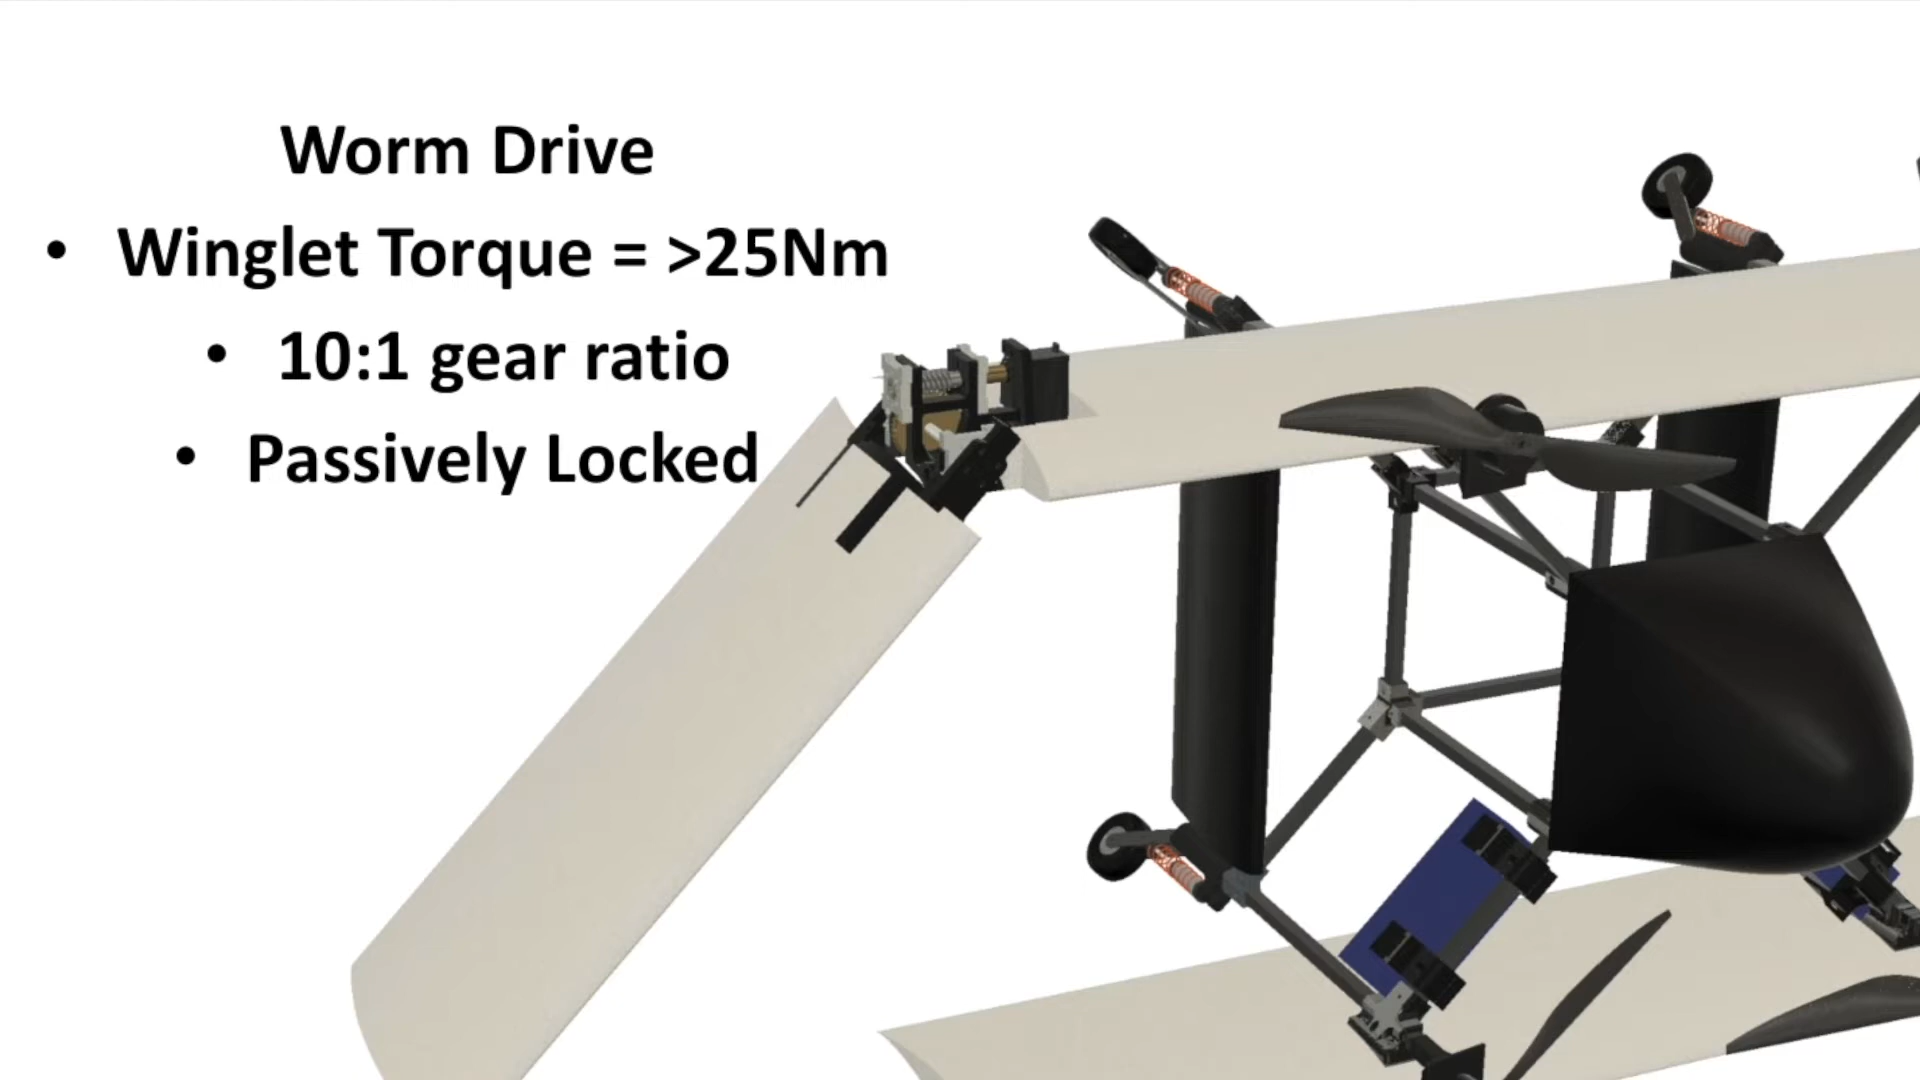 Worm Drive
• Winglet Torque = >25Nm
• 10:1 gear ratio
• Passively Locked